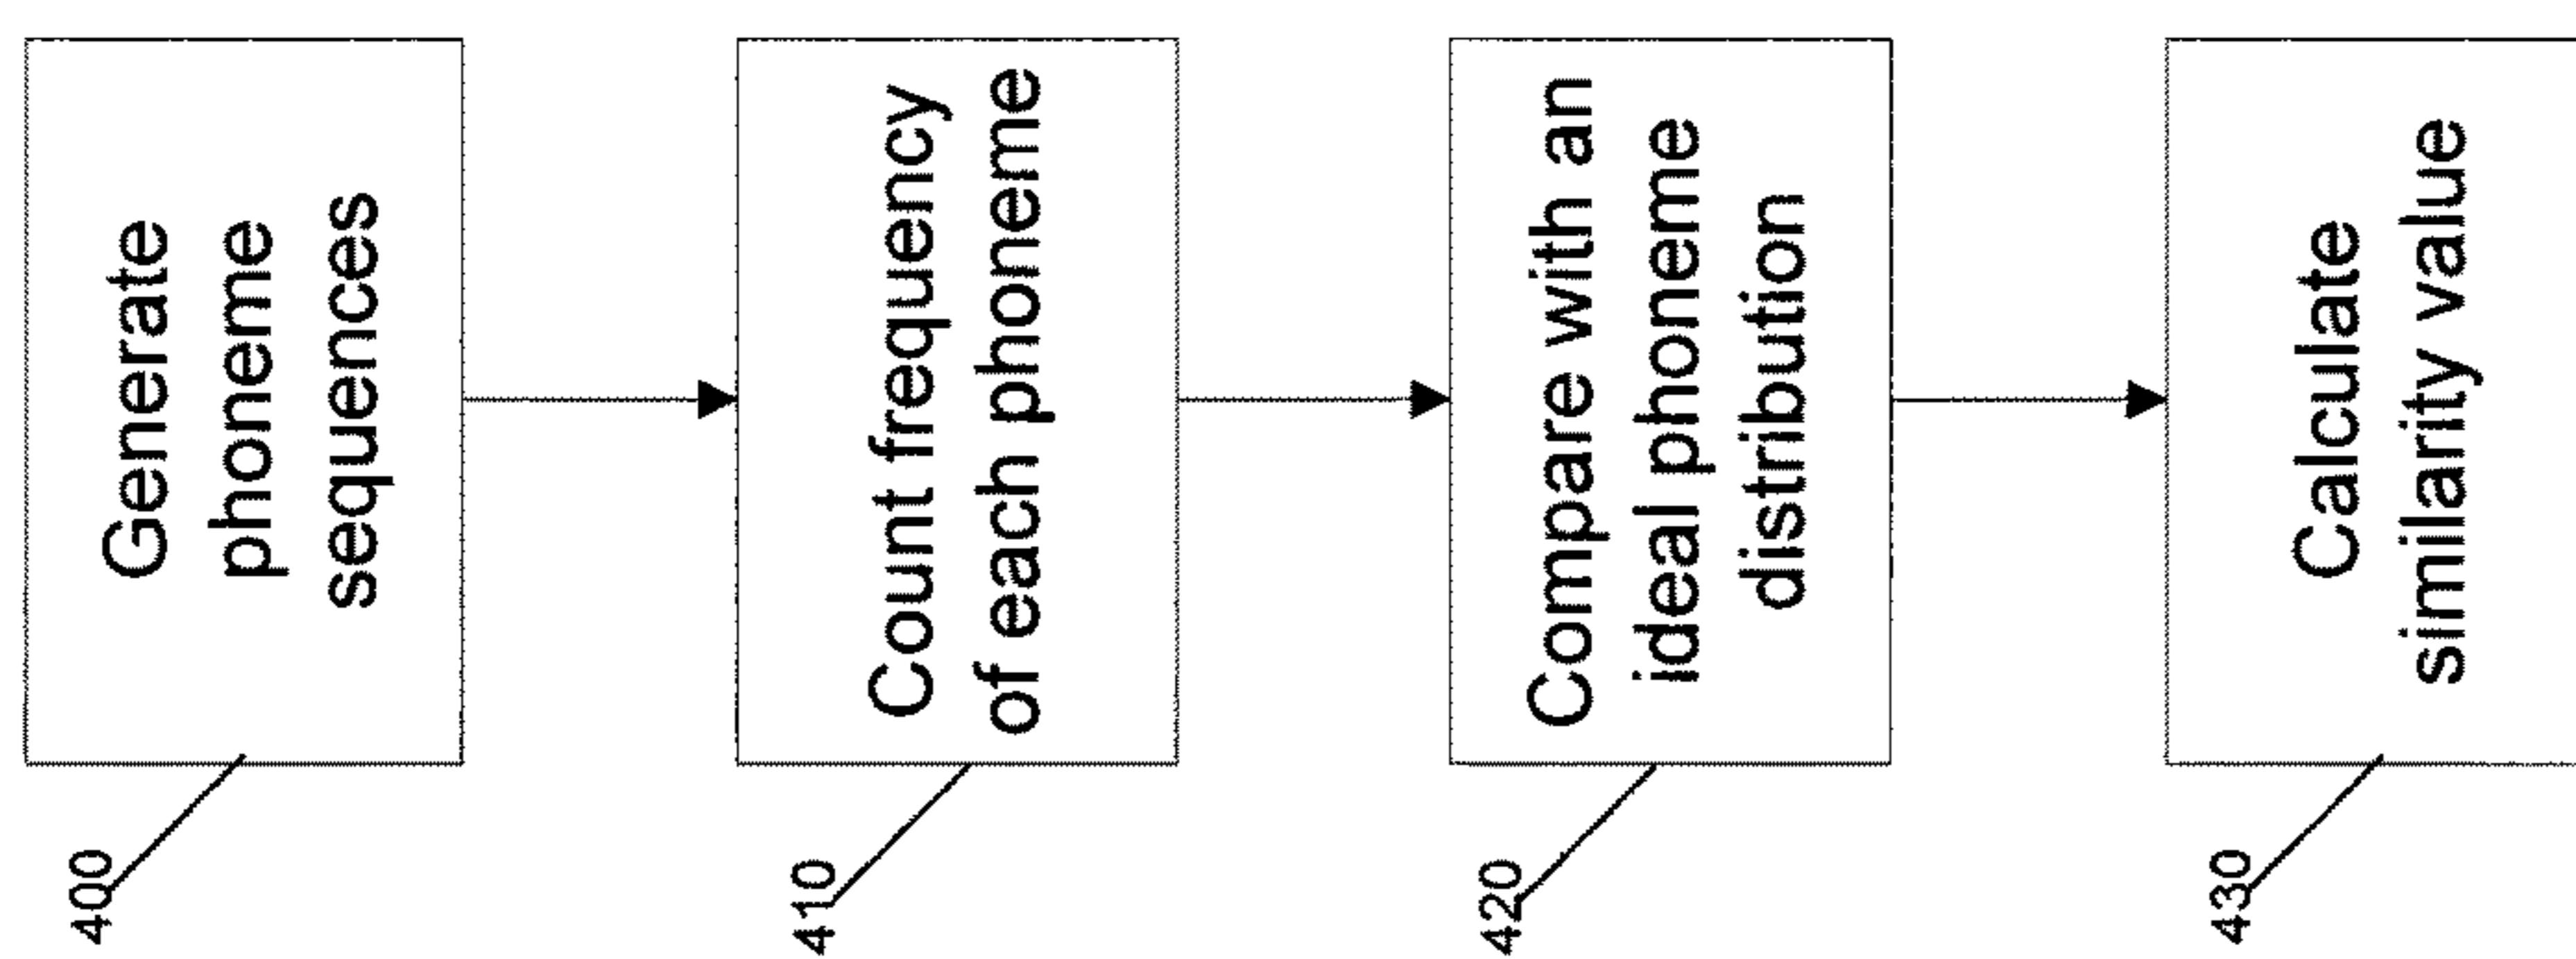 400
Generate
phoneme
sequences
410
Count frequency
of each phoneme
420
Compare with an
ideal phoneme
distribution
430
Calculate
similarity value